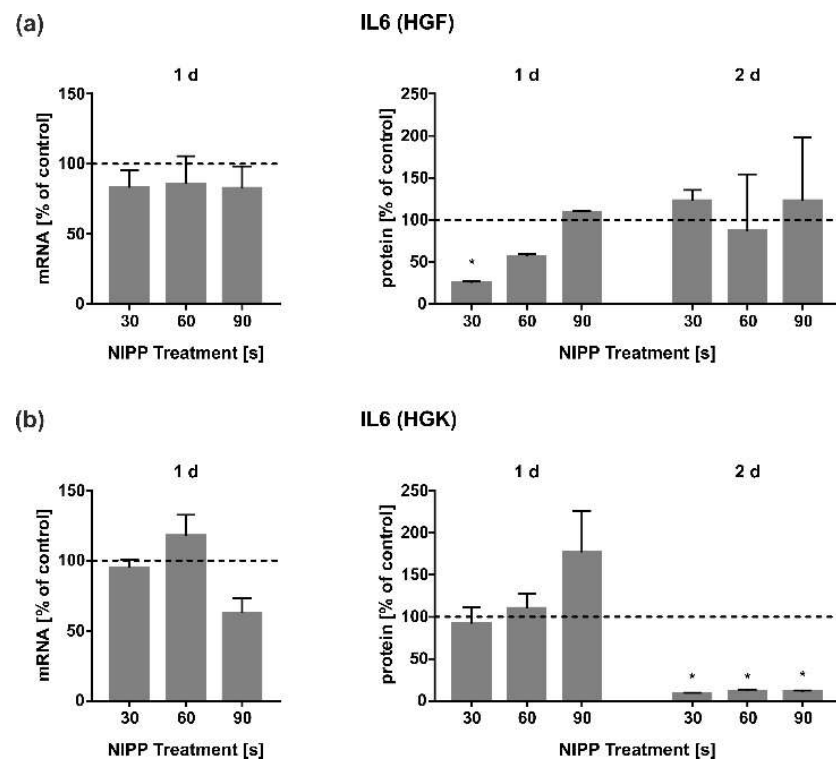 (a)
IL6 (HGF)
1 d
mRNA [% of control]
150
100
50
0
30 60 90
NIPP Treatment [s]
1 d 2 d
protein [% of control]
250
200
150
100
50
0
*
30 60 90 30 60 90
NIPP Treatment [s]
(b)
IL6 (HGK)
1 d
mRNA [% of control]
150
100
50
0
30 60 90
NIPP Treatment [s]
1 d 2 d
protein [% of control]
250
200
150
100
50
0
* * *
30 60 90 30 60 90
NIPP Treatment [s]